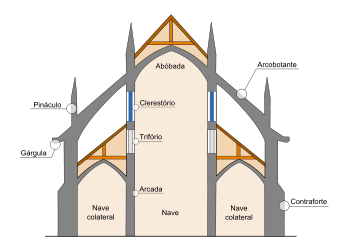 Abóbada
Arcobotante
Pináculo
Clerestório
Trifório
Gárgula
Arcada
Contraforte
Nave
colateral
Nave
Nave
colateral